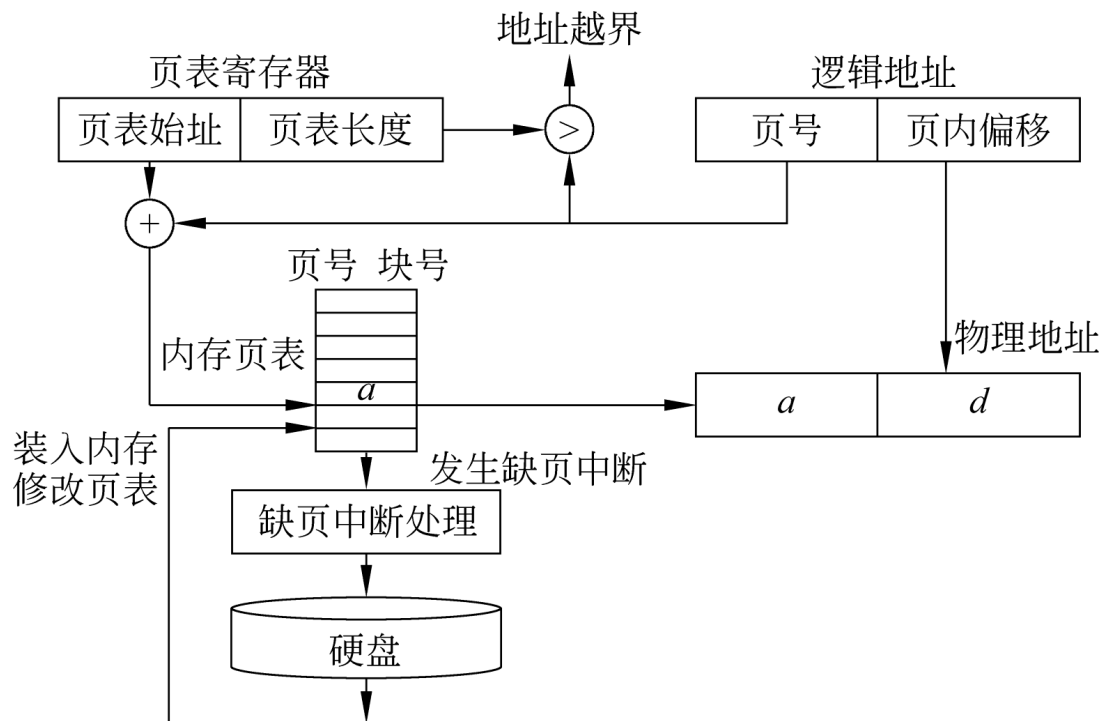 地址越界
页表寄存器
逻辑地址
页表始址 页表长度
>
页号 页内偏移
+
页号 块号
内存页表
物理地址
a
a d
装入内存
修改页表
发生缺页中断
缺页中断处理
硬盘